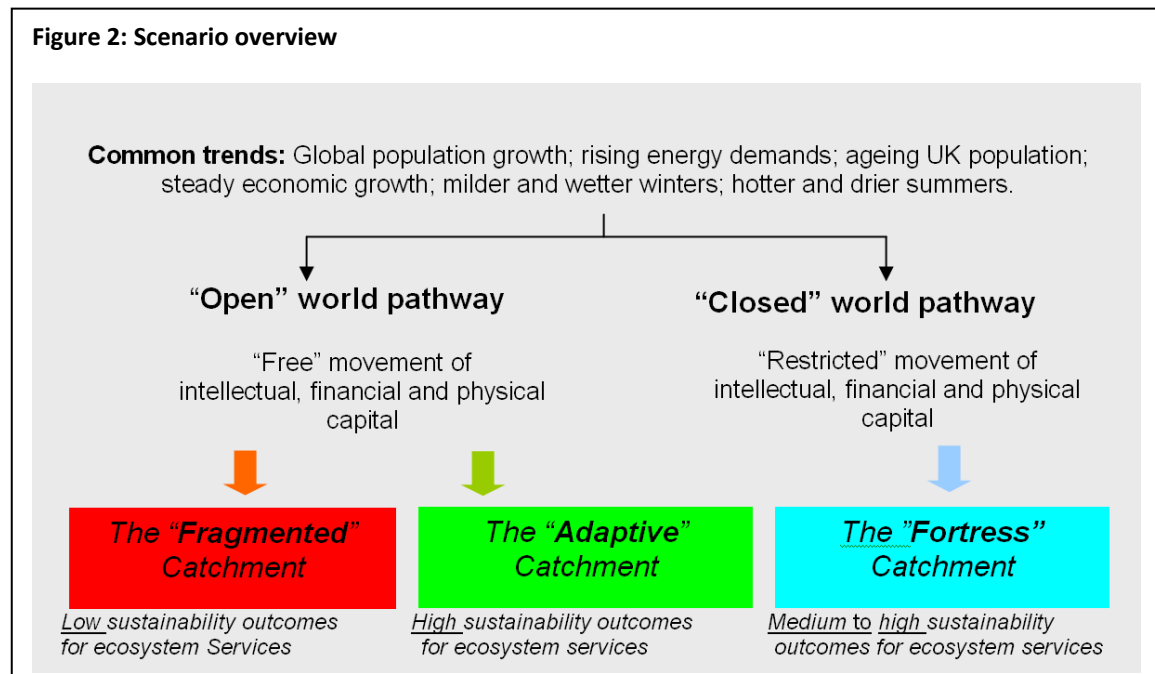 Figure 2: Scenario overview
Common trends: Global population growth; rising energy demands; ageing UK population;
steady economic growth; milder and wetter winters; hotter and drier summers.
“Open” world pathway
“Free” movement of
intellectual, financial and physical
capital
“Closed” world pathway
“Restricted” movement of
intellectual, financial and physical
capital
The “Fragmented”
Catchment
Low sustainability outcomes
for ecosystem Services
The “Adaptive”
Catchment
High sustainability outcomes
for ecosystem services
The ”Fortress”
Catchment
Medium to high sustainability
outcomes for ecosystem services